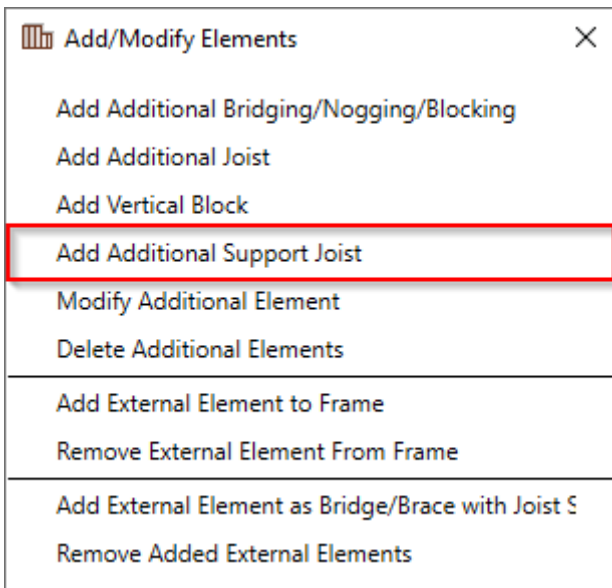 Add/Modify Elements
Add Additional Bridging/Nogging/Blocking
Add Additional Joist
Add Vertical Block
Add Additional Support Joist
Modify Additional Element
Delete Additional Elements
Add External Element to Frame
Remove External Element From Frame
Add External Element as Bridge/Brace with Joist S
Remove Added External Elements